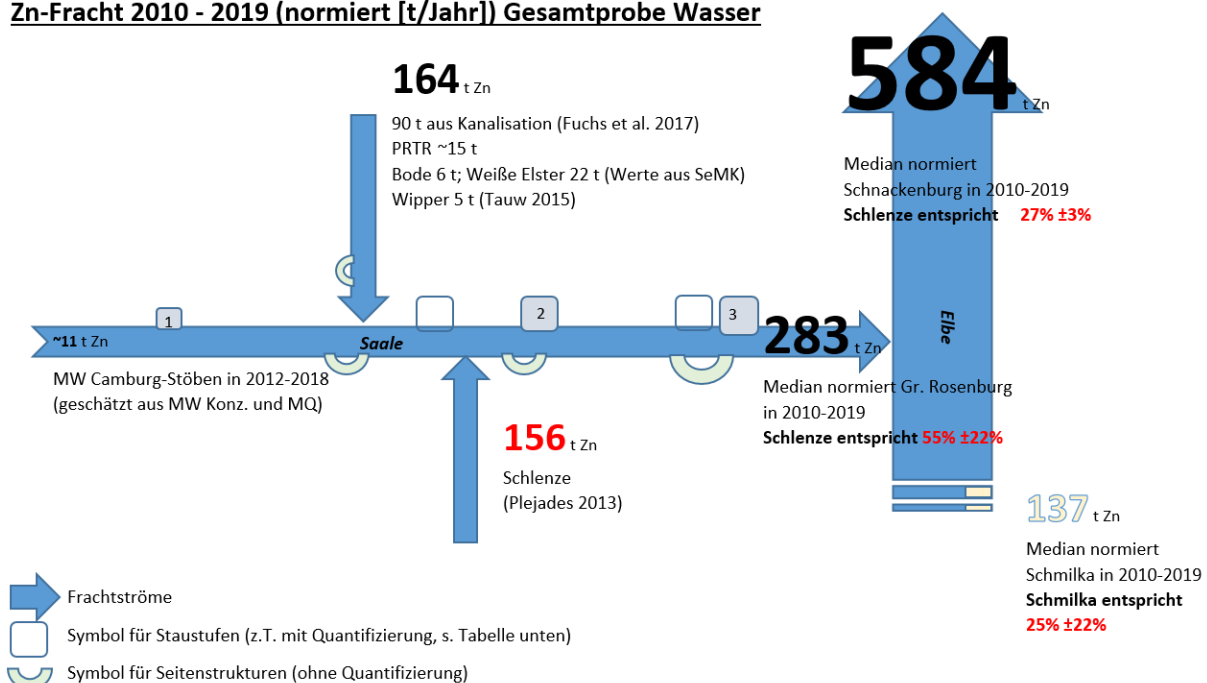 Zn-Fracht 2010 - 2019 (normiert [t/Jahr]) Gesamtprobe Wasser
164 t Zn
90 t aus Kanalisation (Fuchs et al. 2017)
PRTR ~15 t
Bode 6 t; Weiße Elster 22 t (Werte aus SeMK)
Wipper 5 t (Tauw 2015)
584 t Zn
Median normiert
Schnackenburg in 2010-2019
Schlenze entspricht 27% ±3%
1
2
3
~11 t Zn
Saale
283 t Zn
Elbe
MW Camburg-Stöben in 2012-2018
(geschätzt aus MW Konz. und MQ)
Median normiert Gr. Rosenburg
in 2010-2019
Schlenze entspricht 55% ±22%
156 t Zn
Schlenze
(Plejades 2013)
137 t Zn
Median normiert
Schmilka in 2010-2019
Schmilka entspricht
25% ±22%
Frachtströme
Symbol für Staustufen (z.T. mit Quantifizierung, s. Tabelle unten)
Symbol für Seitenstrukturen (ohne Quantifizierung)